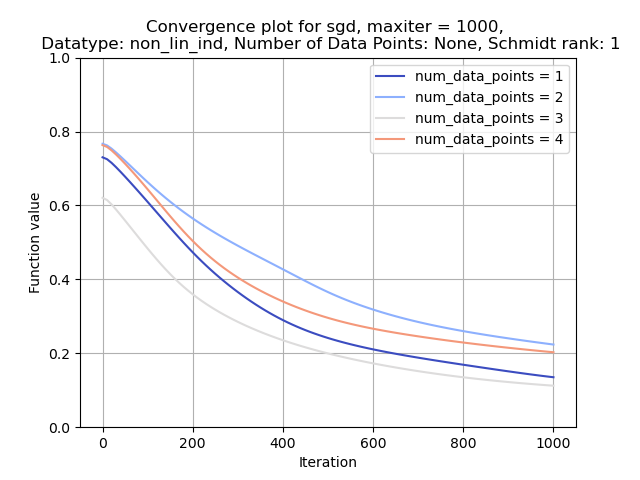 Convergence plot for sgd, maxiter = 1000,
Datatype: non_lin_ind, Number of Data Points: None, Schmidt rank: 1
1.0
0.8
0.6
0.4
0.2
0.0
Function value
num_data_points = 1
num_data_points = 2
num_data_points = 3
num_data_points = 4
0 200 400 600 800 1000
Iteration